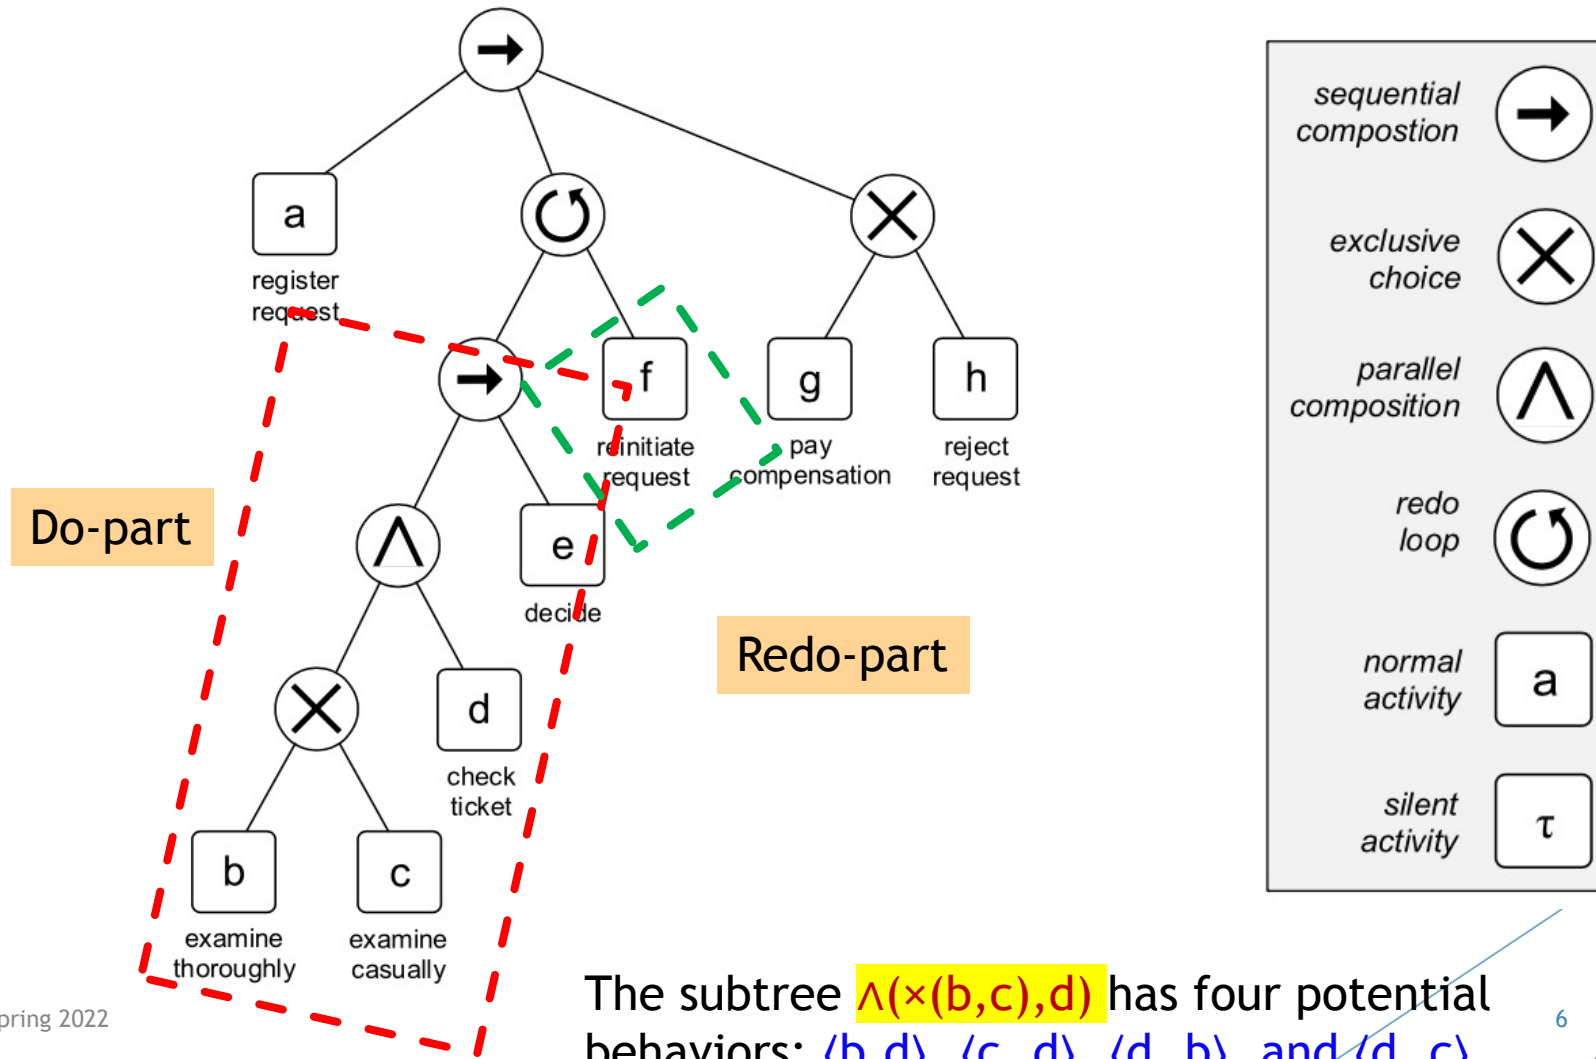 a
register
request
f
reinitiate
request
g
pay
compensation
h
reject
request
e
decide
d
check
ticket
b
examine
thoroughly
c
examine
casually
Do-part
Redo-part
sequential
compostion
exclusive
choice
parallel
composition
redo
loop
normal
activity
a
silent
activity
τ
The subtree ∧(×(b,c),d) has four potential
behaviors: ⟨b,d⟩, ⟨c, d⟩, ⟨d, b⟩, and ⟨d, c⟩
pring 2022
6